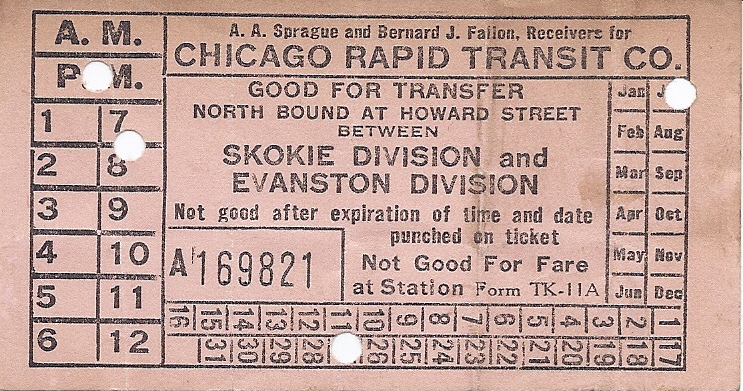 A. M.
P. M.
1 7
2 8
3 9
4 10
5 11
6 12
A. A. Sprague and Bernard J. Fallon, Receivers for
CHICAGO RAPID TRANSIT CO.
GOOD FOR TRANSFER
NORTH BOUND AT HOWARD STREET
BETWEEN
SKOKIE DIVISION and
EVANSTON DIVISION
Not good after expiration of time and date
punched on ticket
A 169821
Not Good For Fare
at Station Form TK-11A
Jan
Feb Aug
Mar Sep
Apr Oct
May Nov
Jun Dec
16 15 14 13 12 11 10 9 8 7 6 5 4 3 2 1
31 30 29 28 26 25 24 23 22 21 20 19 18 17